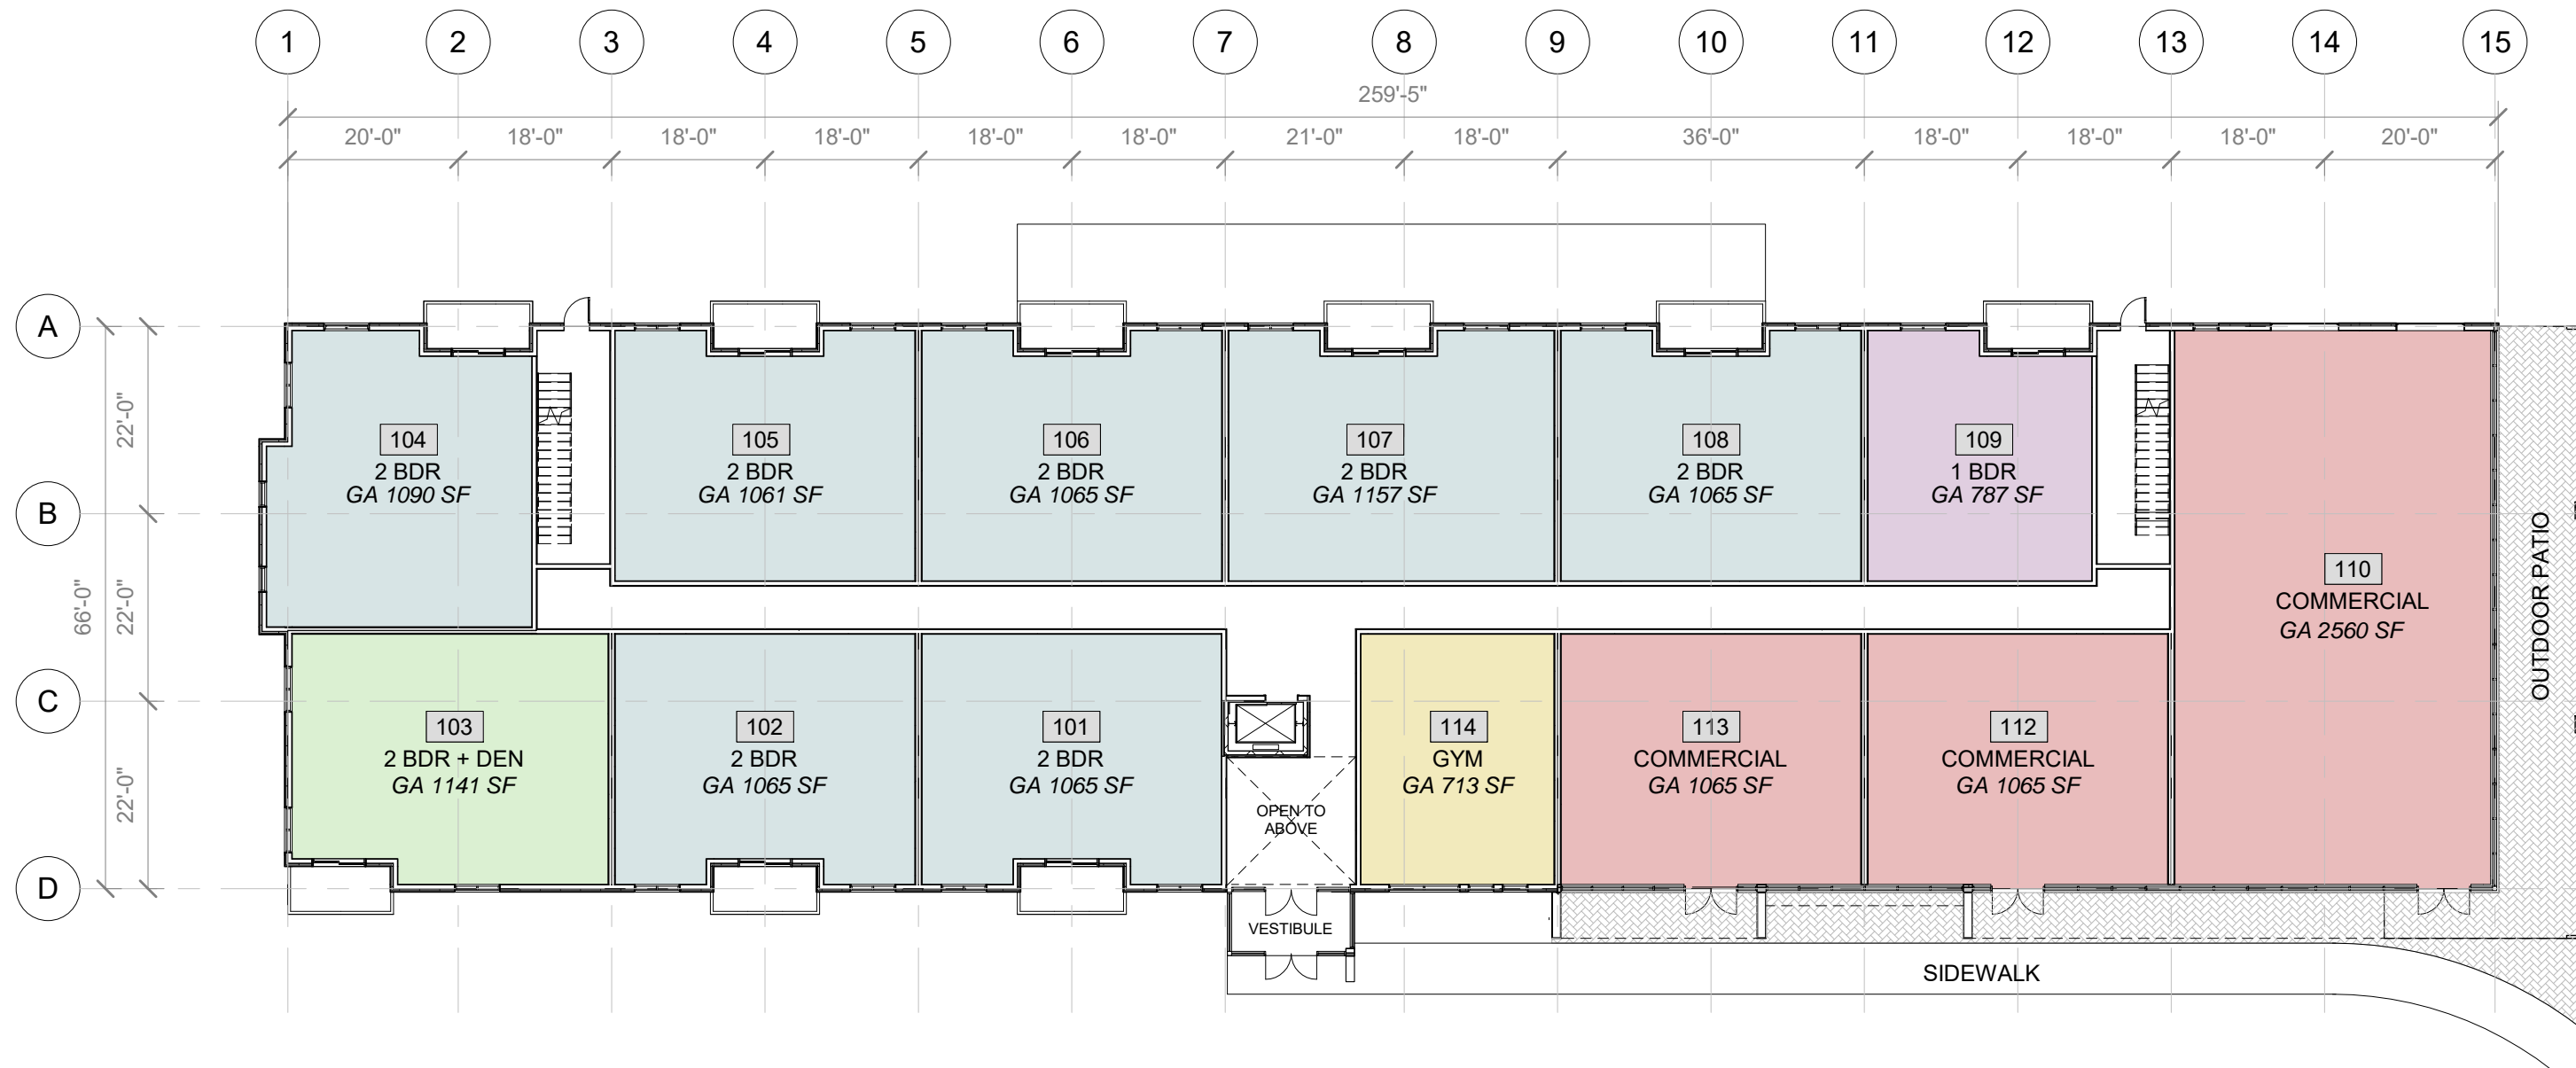 1 2 3 4 5 6 7 8 9 10 11 12 13 14 15
259'-5"
20'-0" 18'-0" 18'-0" 18'-0" 18'-0" 18'-0" 21'-0" 18'-0" 36'-0" 18'-0" 18'-0" 18'-0" 20'-0"
A
22'-0"
B
66'-0"
22'-0"
C
22'-0"
D
104
2 BDR
GA 1090 SF
105
2 BDR
GA 1061 SF
106
2 BDR
GA 1065 SF
107
2 BDR
GA 1157 SF
108
2 BDR
GA 1065 SF
109
1 BDR
GA 787 SF
110
COMMERCIAL
GA 2560 SF
OUTDOOR PATIO
103
2 BDR + DEN
GA 1141 SF
102
2 BDR
GA 1065 SF
101
2 BDR
GA 1065 SF
OPEN TO
ABOVE
VESTIBULE
114
GYM
GA 713 SF
113
COMMERCIAL
GA 1065 SF
112
COMMERCIAL
GA 1065 SF
SIDEWALK